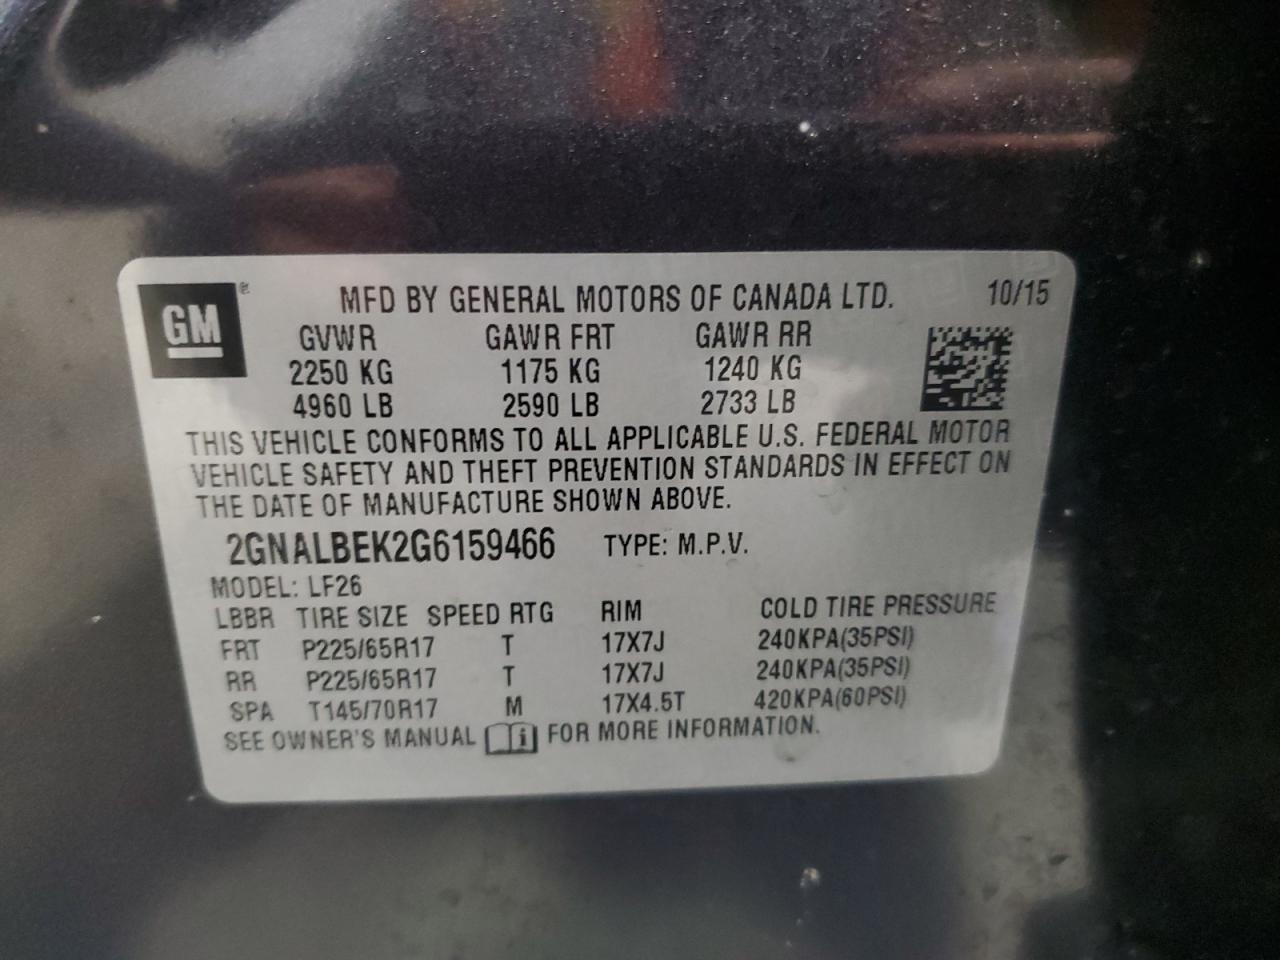 GM®
MFD BY GENERAL MOTORS OF CANADA LTD. 10/15
GVWR GAWR FRT GAWR RR
2250 KG 1175 KG 1240 KG
4960 LB 2590 LB 2733 LB
THIS VEHICLE CONFORMS TO ALL APPLICABLE U.S. FEDERAL MOTOR
VEHICLE SAFETY AND THEFT PREVENTION STANDARDS IN EFFECT ON
THE DATE OF MANUFACTURE SHOWN ABOVE.
2GNALBEK2G6159466 TYPE: M.P.V.
MODEL: LF26
LBBR TIRE SIZE SPEED RTG RIM COLD TIRE PRESSURE
FRT P225/65R17 T 17X7J 240KPA(35PSI)
RR P225/65R17 T 17X7J 240KPA(35PSI)
SPA T145/70R17 M 17X4.5T 420KPA(60PSI)
SEE OWNER'S MANUAL i FOR MORE INFORMATION.